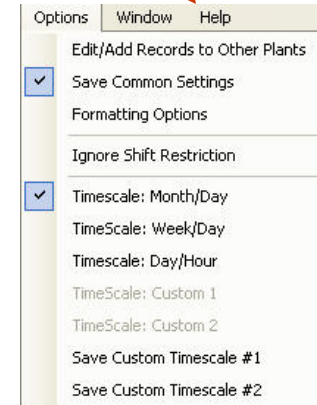 Options Window Help
Edit/Add Records to Other Plants
Save Common Settings
Formatting Options
Ignore Shift Restriction
Timescale: Month/Day
TimeScale: Week/Day
Timescale: Day/Hour
TimeScale: Custom 1
TimeScale: Custom 2
Save Custom Timescale #1
Save Custom Timescale #2